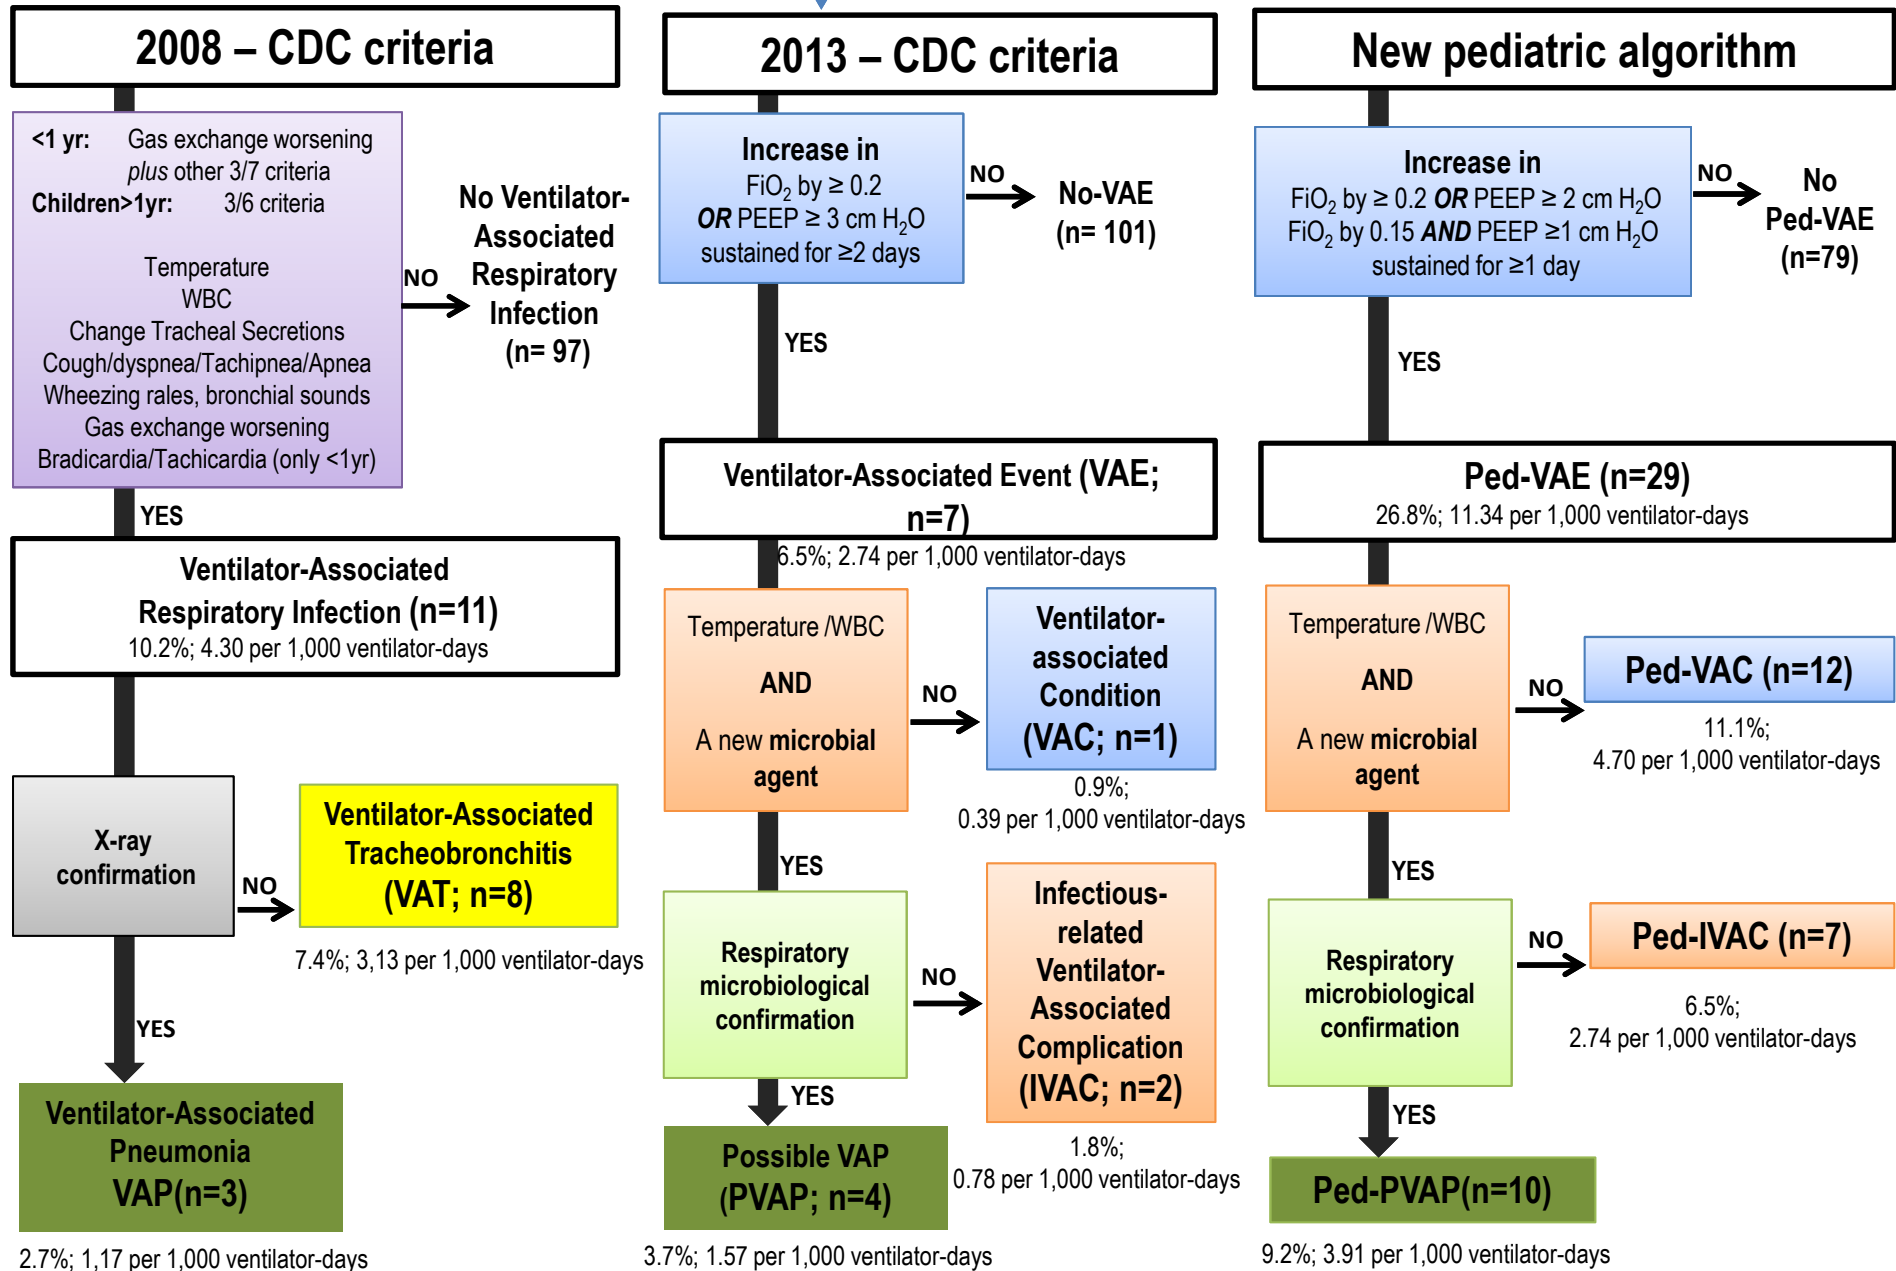 2008 – CDC criteria
<1 yr: Gas exchange worsening
plus other 3/7 criteria
Children>1yr: 3/6 criteria
Temperature
WBC
Change Tracheal Secretions
Cough/dyspnea/Tachipnea/Apnea
Wheezing rales, bronchial sounds
Gas exchange worsening
Bradicardia/Tachicardia (only <1yr)
NO
No Ventilator-
Associated
Respiratory
Infection
(n= 97)
YES
Ventilator-Associated
Respiratory Infection (n=11)
10.2%; 4.30 per 1,000 ventilator-days
X-ray
confirmation
NO
Ventilator-Associated
Tracheobronchitis
(VAT; n=8)
7.4%; 3,13 per 1,000 ventilator-days
YES
Ventilator-Associated
Pneumonia
VAP(n=3)
2.7%; 1,17 per 1,000 ventilator-days
2013 – CDC criteria
Increase in
FiO2 by ≥ 0.2
OR PEEP ≥ 3 cm H2O
sustained for ≥2 days
NO
No-VAE
(n= 101)
YES
Ventilator-Associated Event (VAE;
n=7)
6.5%; 2.74 per 1,000 ventilator-days
Temperature /WBC
AND
A new microbial
agent
NO
Ventilator-
associated
Condition
(VAC; n=1)
0.9%;
0.39 per 1,000 ventilator-days
YES
Respiratory
microbiological
confirmation
NO
Infectious-
related
Ventilator-
Associated
Complication
(IVAC; n=2)
1.8%;
0.78 per 1,000 ventilator-days
YES
Possible VAP
(PVAP; n=4)
3.7%; 1.57 per 1,000 ventilator-days
New pediatric algorithm
Increase in
FiO2 by ≥ 0.2 OR PEEP ≥ 2 cm H2O
FiO2 by 0.15 AND PEEP ≥1 cm H2O
sustained for ≥1 day
NO
No
Ped-VAE
(n=79)
YES
Ped-VAE (n=29)
26.8%; 11.34 per 1,000 ventilator-days
Temperature /WBC
AND
A new microbial
agent
NO
Ped-VAC (n=12)
11.1%;
4.70 per 1,000 ventilator-days
YES
Respiratory
microbiological
confirmation
NO
Ped-IVAC (n=7)
6.5%;
2.74 per 1,000 ventilator-days
YES
Ped-PVAP(n=10)
9.2%; 3.91 per 1,000 ventilator-days